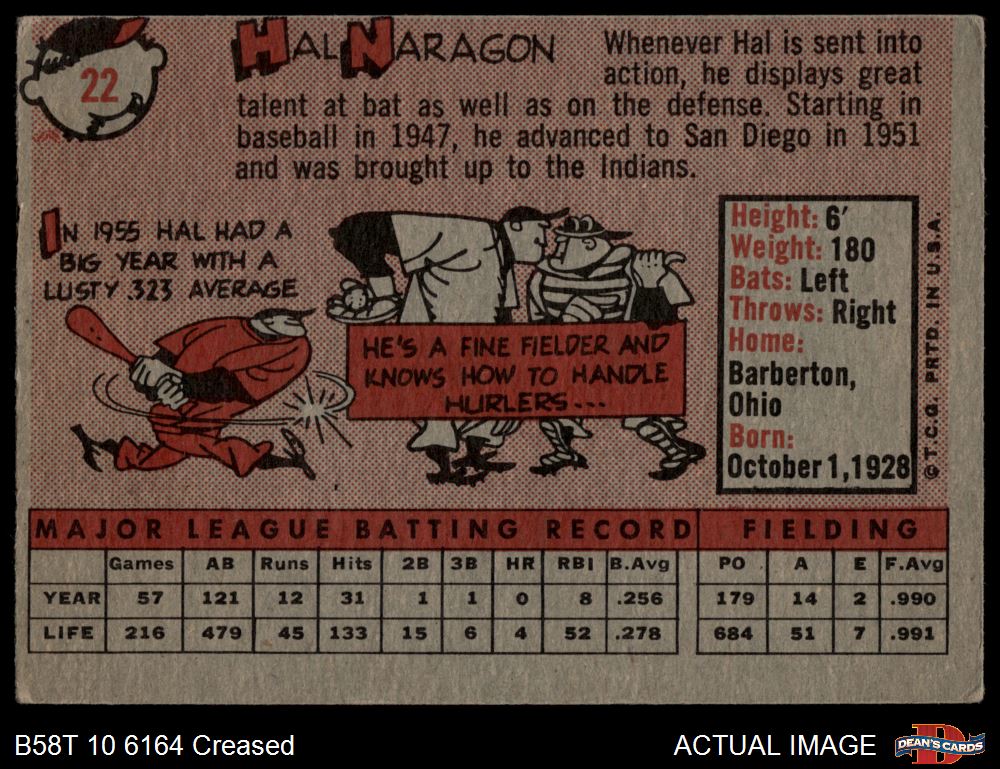 22
HAL NARAGON
Whenever Hal is sent into
action, he displays great
talent at bat as well as on the defense. Starting in
baseball in 1947, he advanced to San Diego in 1951
and was brought up to the Indians.
IN 1955 HAL HAD A
BIG YEAR WITH A
LUSTY .323 AVERAGE
HE'S A FINE FIELDER AND
KNOWS HOW TO HANDLE
HURLERS...
Height: 6′
Weight: 180
Bats: Left
Throws: Right
Home:
Barberton,
Ohio
Born:
October 1, 1928
© T.C.G. PRTD. IN U.S.A.
MAJOR LEAGUE BATTING RECORD FIELDING
Games AB Runs Hits 2B 3B HR RBI B.Avg PO A E F.Avg
YEAR 57 121 12 31 1 1 0 8 .256 179 14 2 .990
LIFE 216 479 45 133 15 6 4 52 .278 684 51 7 .991
B58T 10 6164 Creased
ACTUAL IMAGE
D
DEAN'S CARDS